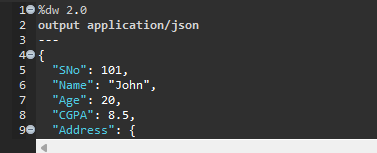 1 %dw 2.0
2 output application/json
3 ---
4 {
5   "SNo": 101,
6   "Name": "John",
7   "Age": 20,
8   "CGPA": 8.5,
9   "Address": {